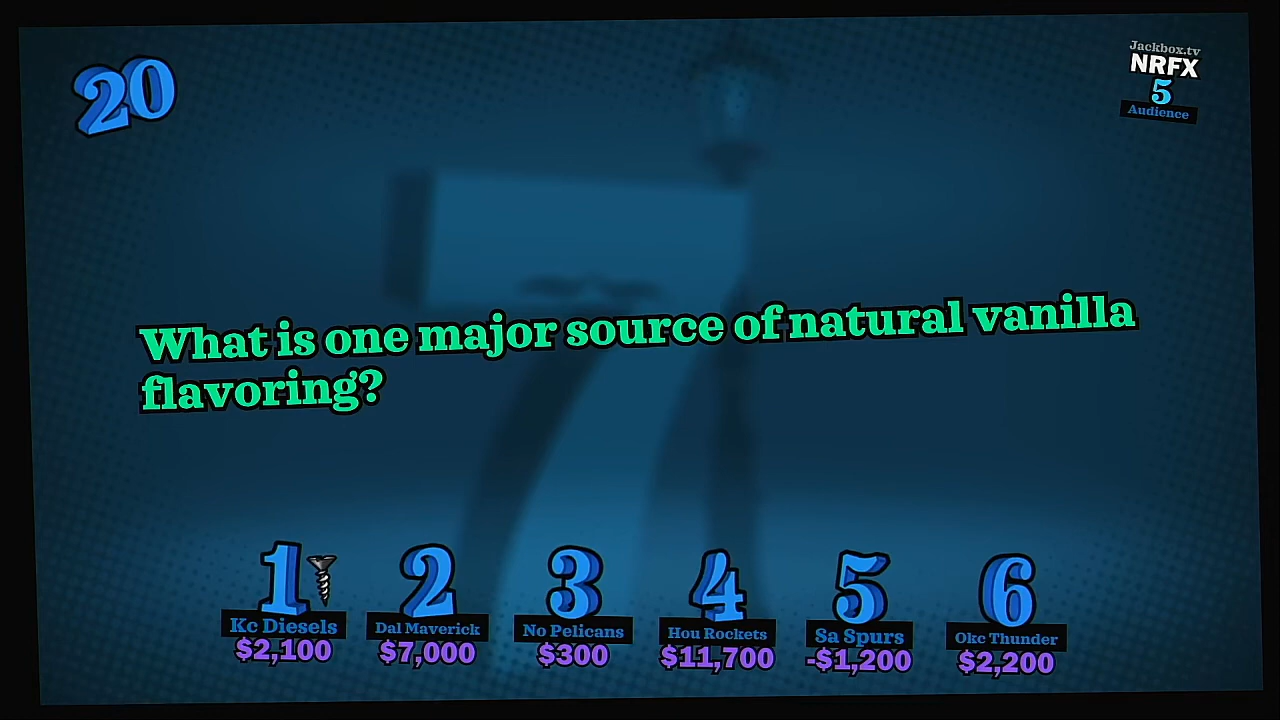 20
Jackbox.tv
NRFX
5
Audience
What is one major source of natural vanilla
flavoring?
1 2 3 4 5 6
Kc Diesels Dal Maverick No Pelicans Hou Rockets Sa Spurs Okc Thunder
$2,100 $7,000 $300 $11,700 -$1,200 $2,200